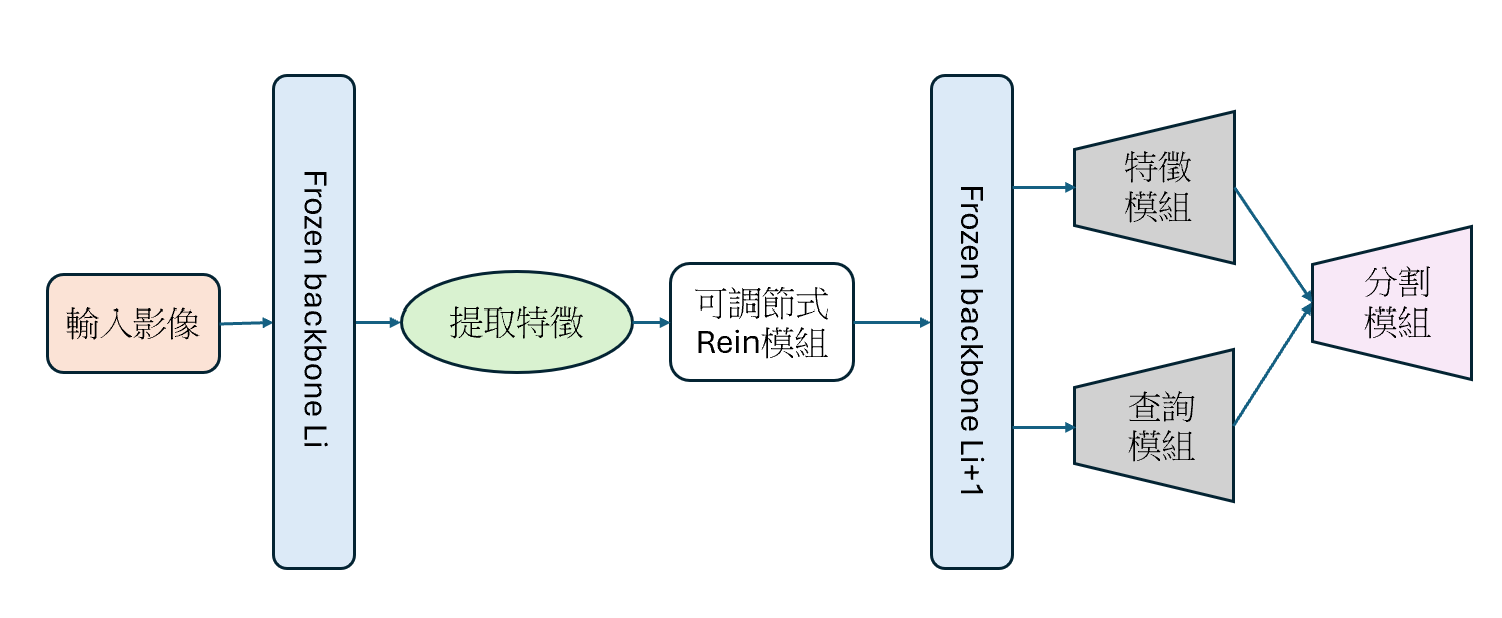 輸入影像
Frozen backbone Li
提取特徵
可調節式
Rein模組
Frozen backbone Li+1
特徵
模組
查詢
模組
分割
模組